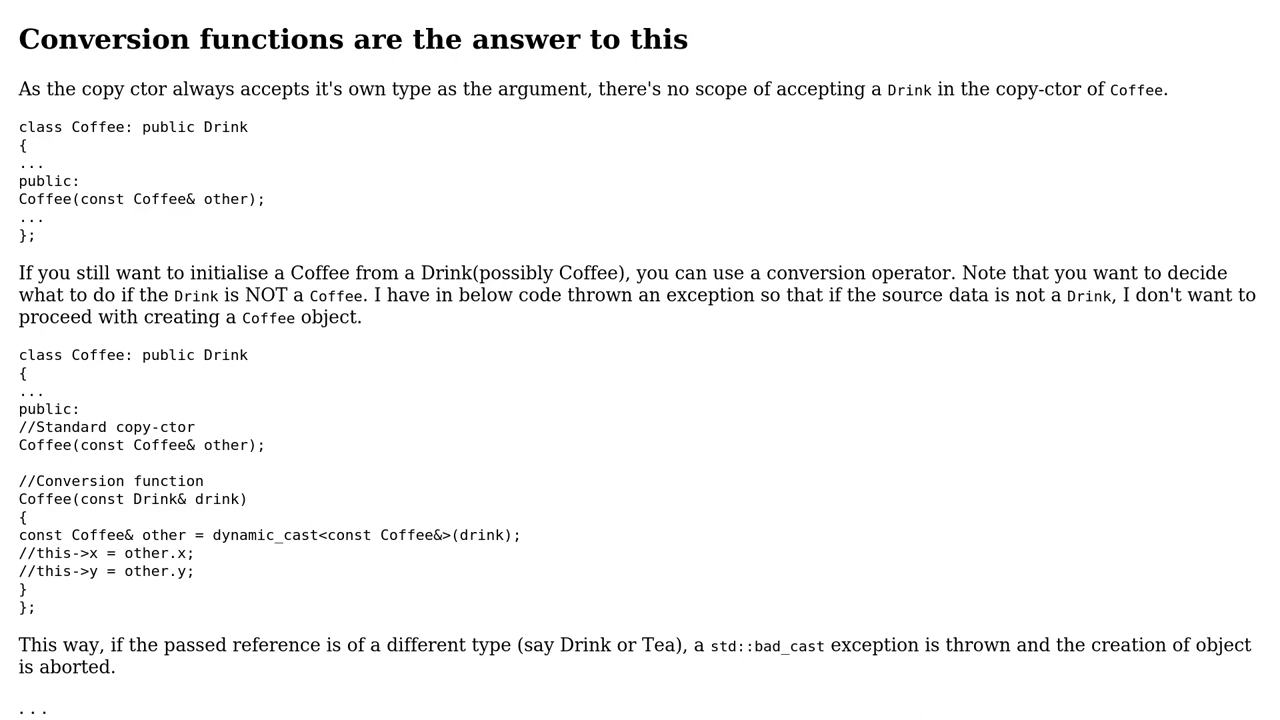 Conversion functions are the answer to this
As the copy ctor always accepts it's own type as the argument, there's no scope of accepting a Drink in the copy-ctor of Coffee.
class Coffee: public Drink
{
...
public:
Coffee(const Coffee& other);
...
};
If you still want to initialise a Coffee from a Drink(possibly Coffee), you can use a conversion operator. Note that you want to decide
what to do if the Drink is NOT a Coffee. I have in below code thrown an exception so that if the source data is not a Drink, I don't want to
proceed with creating a Coffee object.
class Coffee: public Drink
{
...
public:
//Standard copy-ctor
Coffee(const Coffee& other);
//Conversion function
Coffee(const Drink& drink)
{
const Coffee& other = dynamic_cast<const Coffee&>(drink);
//this->x = other.x;
//this->y = other.y;
}
};
This way, if the passed reference is of a different type (say Drink or Tea), a std::bad_cast exception is thrown and the creation of object
is aborted.
. . .